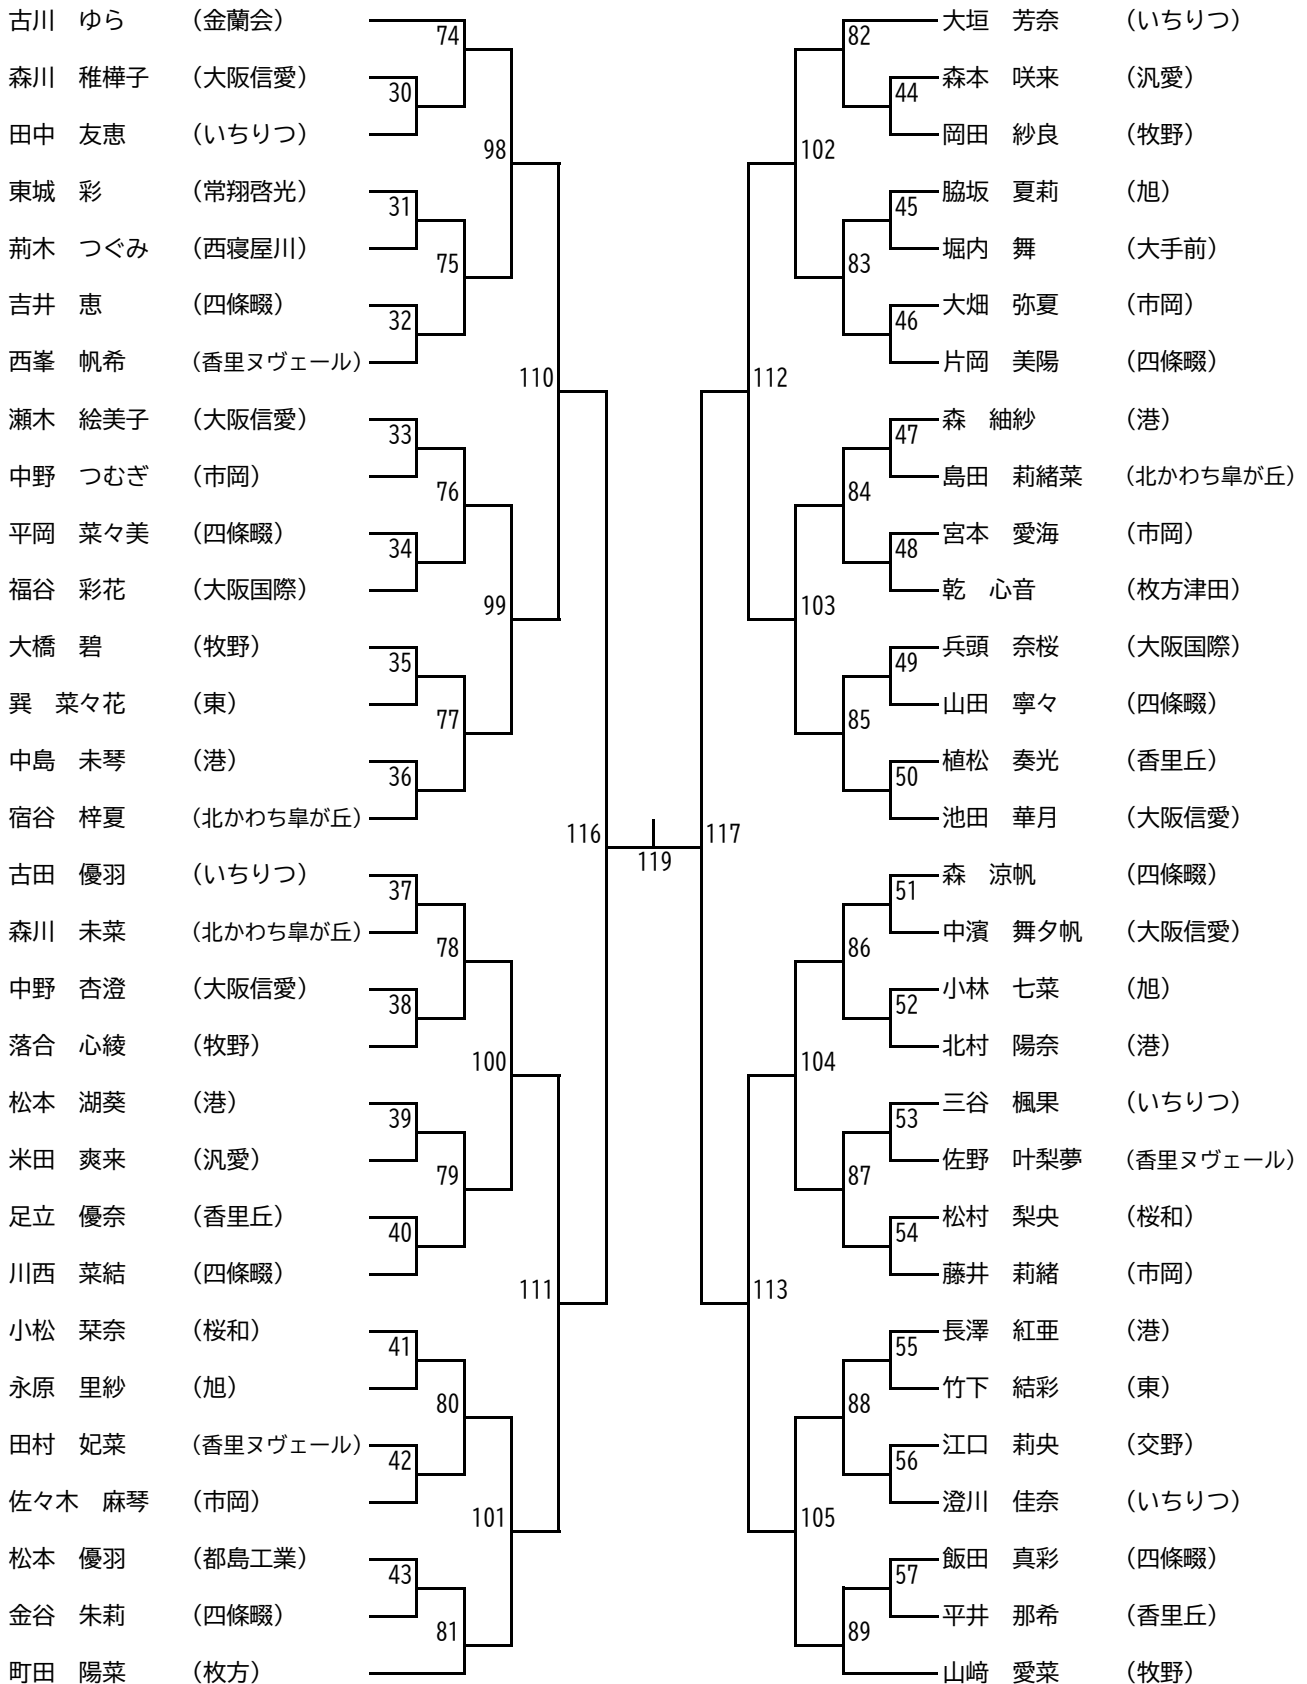 古川　ゆら　（金蘭会）
74
森川　稚樺子　（大阪信愛）
30
田中　友恵　（いちりつ）
98
東城　彩　（常翔啓光）
31
荊木　つぐみ　（西寝屋川）
75
吉井　恵　（四條畷）
32
西峯　帆希　（香里ヌヴェール）
110
瀬木　絵美子　（大阪信愛）
33
中野　つむぎ　（市岡）
76
平岡　菜々美　（四條畷）
34
福谷　彩花　（大阪国際）
99
大橋　碧　（牧野）
35
巽　菜々花　（東）
77
中島　未琴　（港）
36
宿谷　梓夏　（北かわち皐が丘）
116
古田　優羽　（いちりつ）
37
森川　未菜　（北かわち皐が丘）
78
中野　杏澄　（大阪信愛）
38
落合　心綾　（牧野）
100
松本　湖葵　（港）
39
米田　爽来　（汎愛）
79
足立　優奈　（香里丘）
40
川西　菜結　（四條畷）
111
小松　栞奈　（桜和）
41
永原　里紗　（旭）
80
田村　妃菜　（香里ヌヴェール）
42
佐々木　麻琴　（市岡）
101
松本　優羽　（都島工業）
43
金谷　朱莉　（四條畷）
81
町田　陽菜　（枚方）
119
大垣　芳奈　（いちりつ）
82
森本　咲来　（汎愛）
44
岡田　紗良　（牧野）
102
脇坂　夏莉　（旭）
45
堀内　舞　（大手前）
83
大畑　弥夏　（市岡）
46
片岡　美陽　（四條畷）
112
森　紬紗　（港）
47
島田　莉緒菜　（北かわち皐が丘）
84
宮本　愛海　（市岡）
48
乾　心音　（枚方津田）
103
兵頭　奈桜　（大阪国際）
49
山田　寧々　（四條畷）
85
植松　奏光　（香里丘）
50
池田　華月　（大阪信愛）
117
森　涼帆　（四條畷）
51
中濱　舞夕帆　（大阪信愛）
86
小林　七菜　（旭）
52
北村　陽奈　（港）
104
三谷　楓果　（いちりつ）
53
佐野　叶梨夢　（香里ヌヴェール）
87
松村　梨央　（桜和）
54
藤井　莉緒　（市岡）
113
長澤　紅亜　（港）
55
竹下　結彩　（東）
88
江口　莉央　（交野）
56
澄川　佳奈　（いちりつ）
105
飯田　真彩　（四條畷）
57
平井　那希　（香里丘）
89
山﨑　愛菜　（牧野）